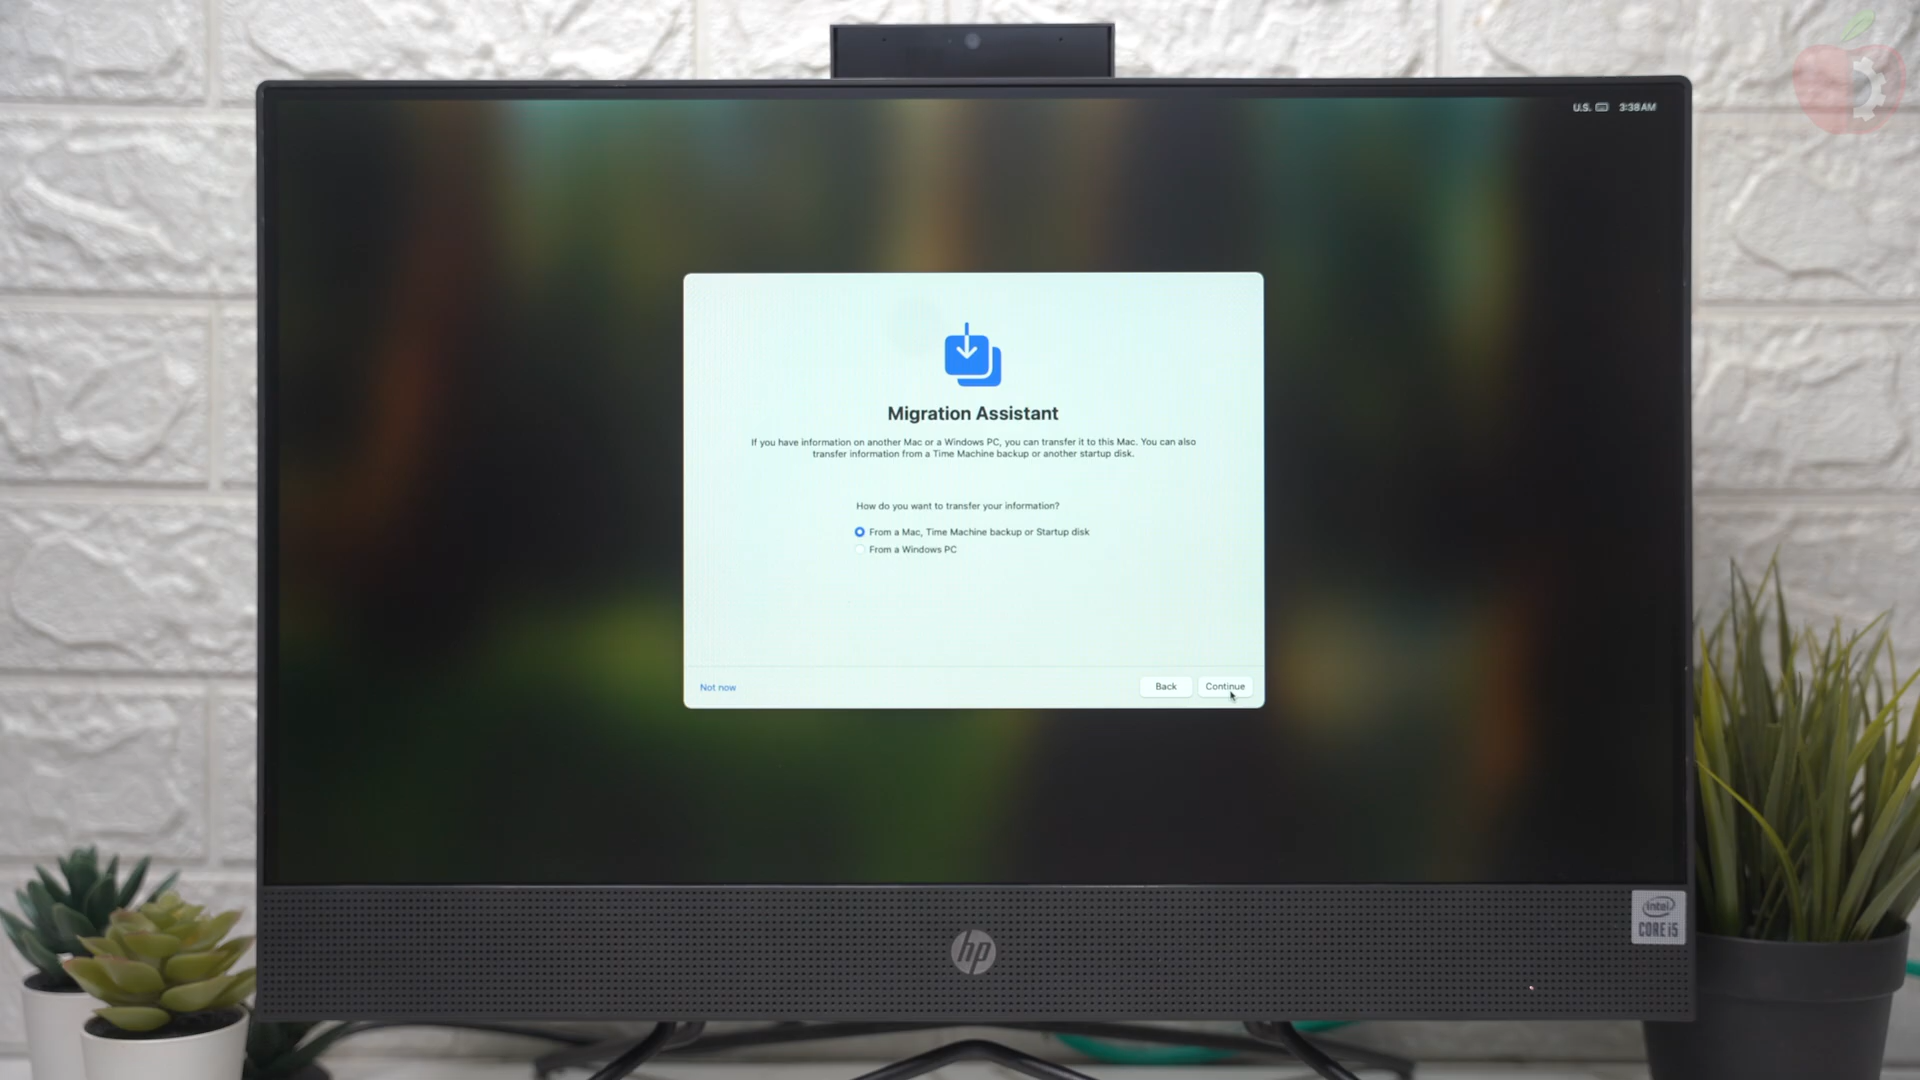 U.S. 3:38 AM
Migration Assistant
If you have information on another Mac or a Windows PC, you can transfer it to this Mac. You can also
transfer information from a Time Machine backup or another startup disk.
How do you want to transfer your information?
From a Mac, Time Machine backup or Startup disk
From a Windows PC
Not now
Back
Continue
intel
CORE i5
hp